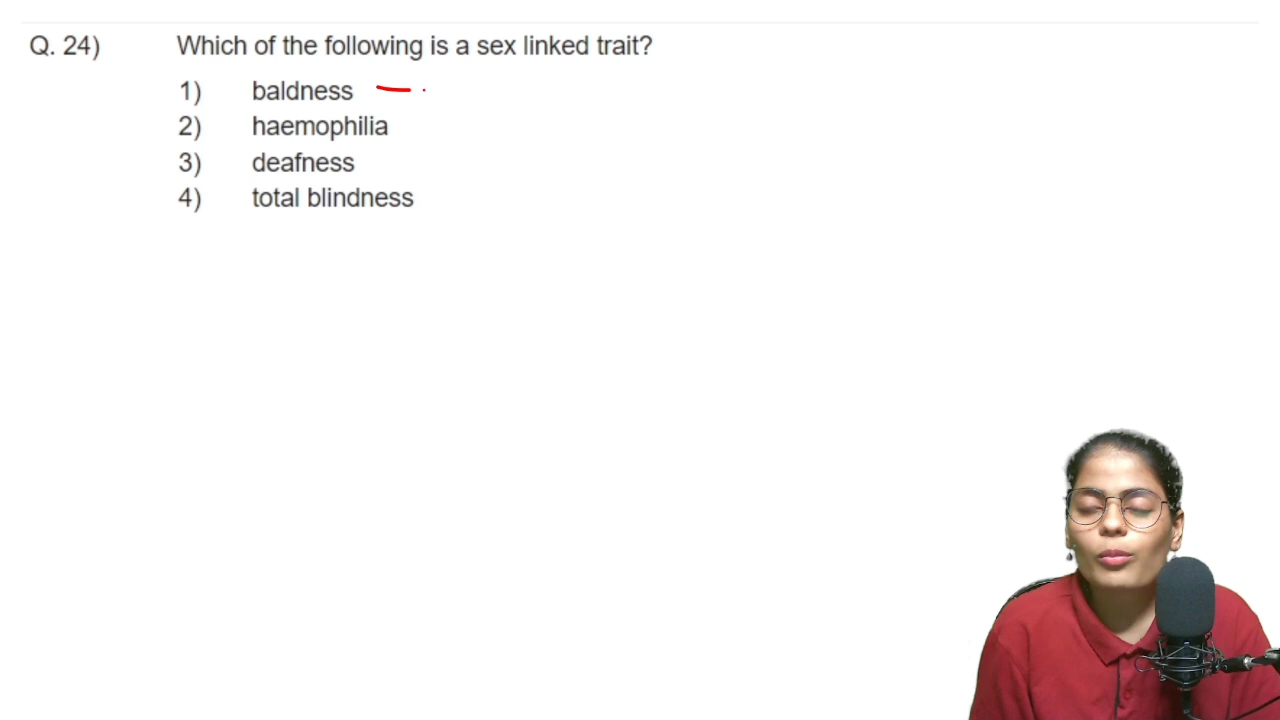 Q. 24) Which of the following is a sex linked trait?
1) baldness
2) haemophilia
3) deafness
4) total blindness